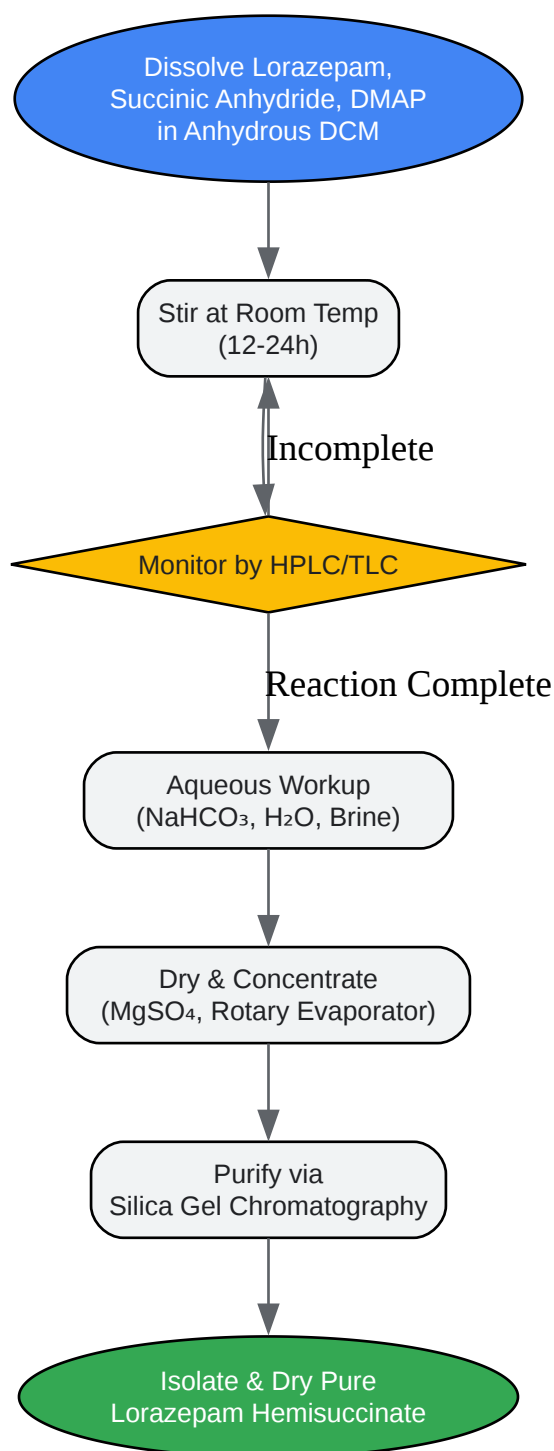 Dissolve Lorazepam,
Succinic Anhydride, DMAP
in Anhydrous DCM
Stir at Room Temp
(12-24h)
Incomplete
Monitor by HPLC/TLC
Reaction Complete
Aqueous Workup
(NaHCO₃, H₂O, Brine)
Dry & Concentrate
(MgSO₄, Rotary Evaporator)
Purify via
Silica Gel Chromatography
Isolate & Dry Pure
Lorazepam Hemisuccinate